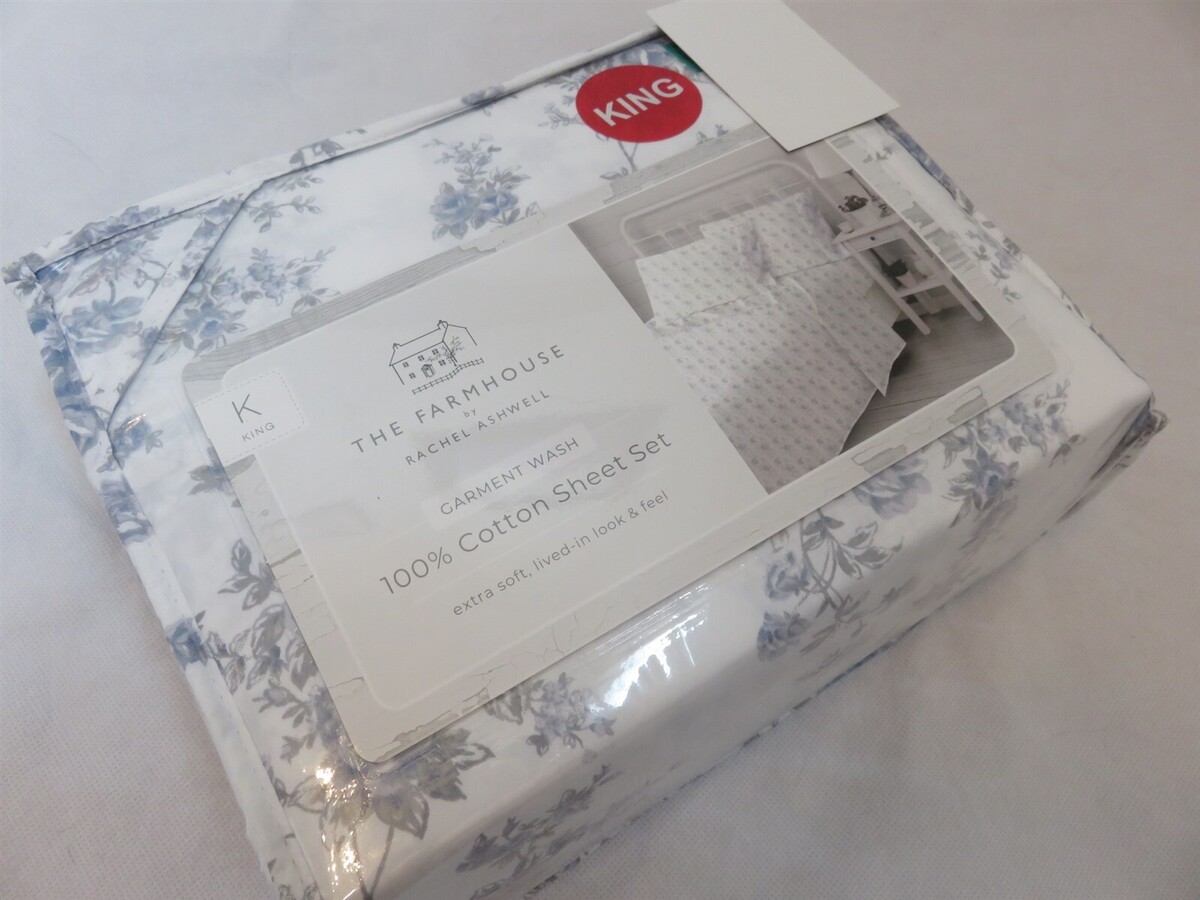 KING
K
KING
THE FARMHOUSE
by
RACHEL ASHWELL
GARMENT WASH
100% Cotton Sheet Set
extra soft, lived-in look & feel